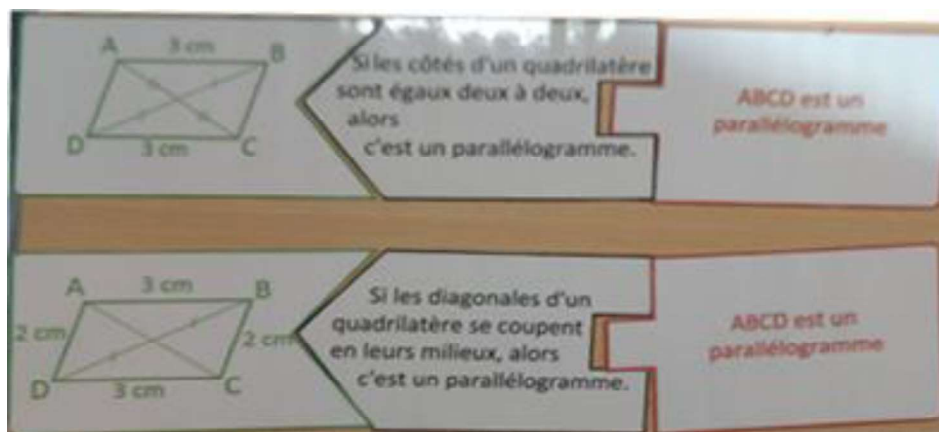 A 3 cm B
D 3 cm C
Si les côtés d'un quadrilatère
sont égaux deux à deux,
alors
c'est un parallélogramme.
ABCD est un
parallélogramme
A 3 cm B
2 cm 2 cm
D 3 cm C
Si les diagonales d'un
quadrilatère se coupent
en leurs milieux, alors
c'est un parallélogramme.
ABCD est un
parallélogramme